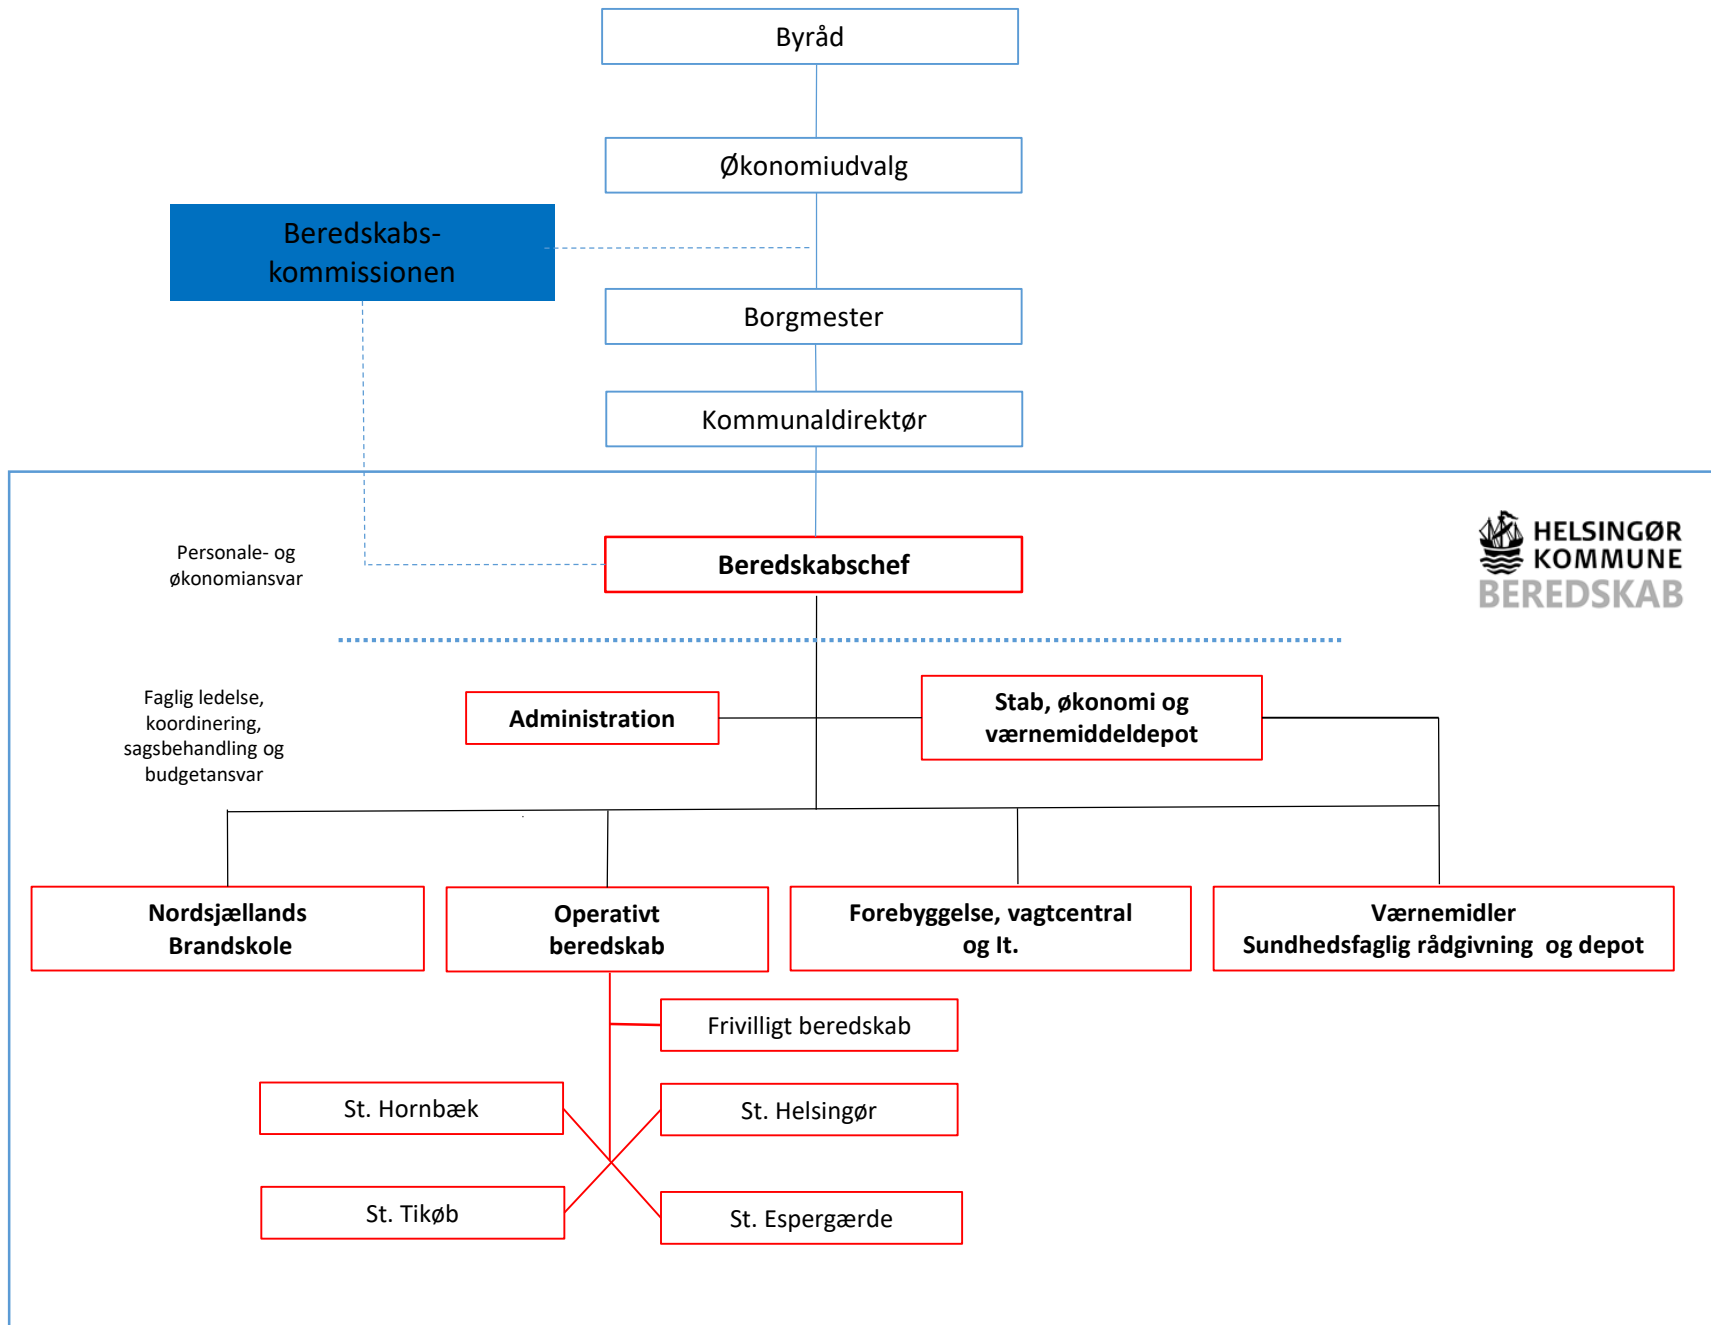 Byråd
Økonomiudvalg
Beredskabs-
kommissionen
Borgmester
Kommunaldirektør
HELSINGØR
KOMMUNE
BEREDSKAB
Personale- og
økonomiansvar
Beredskabschef
Faglig ledelse,
koordinering,
sagsbehandling og
budgetansvar
Administration
Stab, økonomi og
værnemiddeldepot
Nordsjællands
Brandskole
Operativt
beredskab
Forebyggelse, vagtcentral
og It.
Værnemidler
Sundhedsfaglig rådgivning  og depot
Frivilligt beredskab
St. Hornbæk
St. Helsingør
St. Tikøb
St. Espergærde